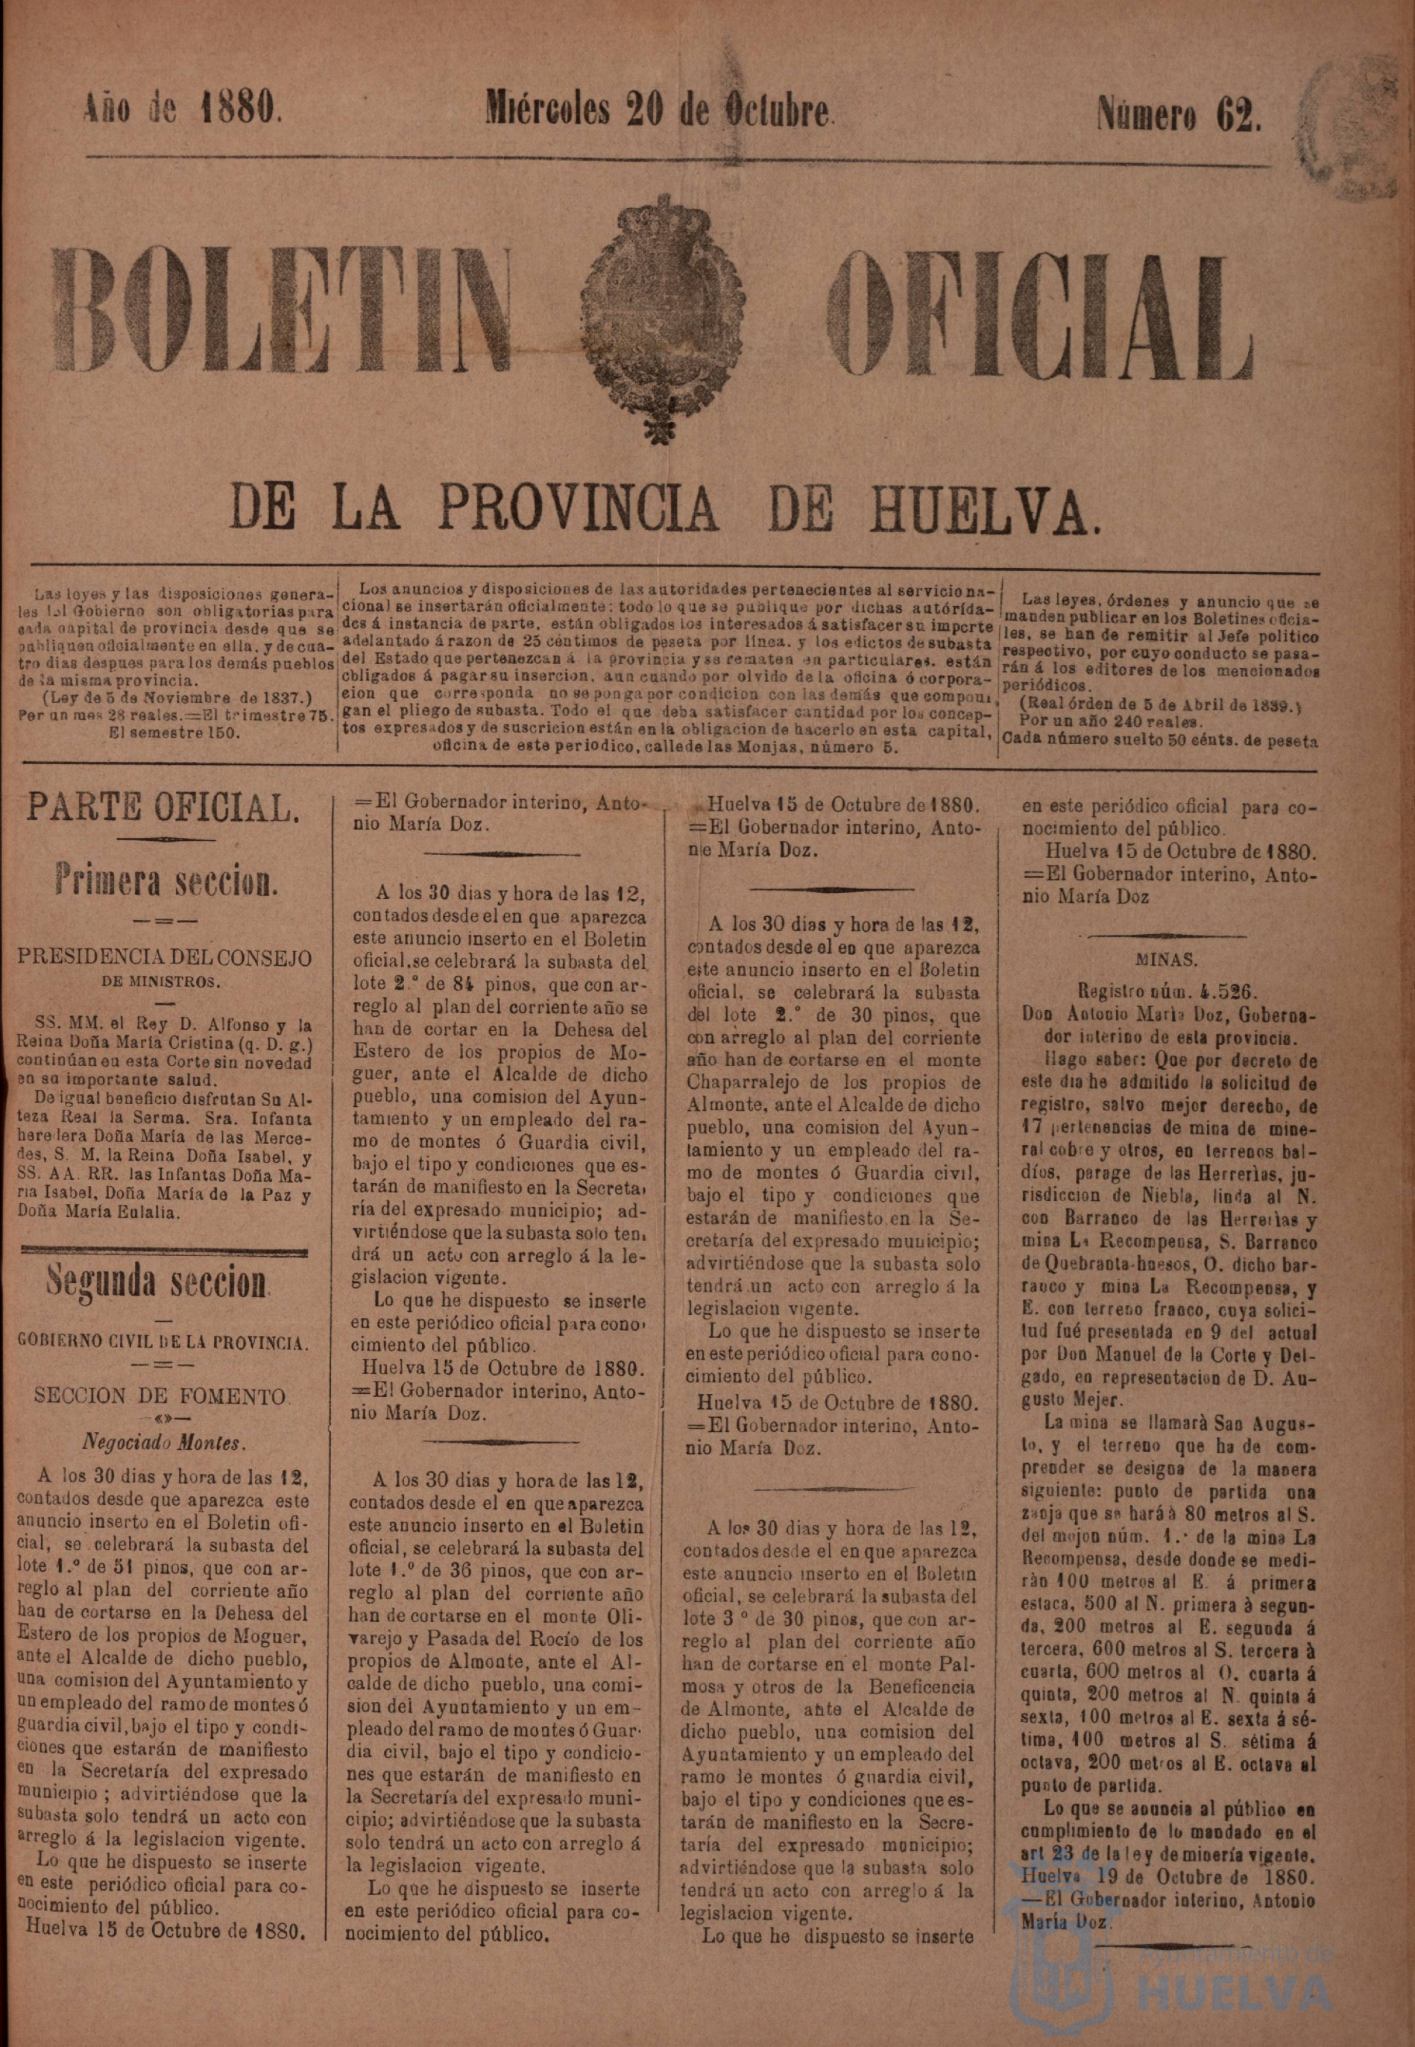 Año de 1880.
Miércoles 20 de Octubre.
Número 62.
BOLETIN OFICIAL
DE LA PROVINCIA DE HUELVA.
Las leyes y las disposiciones genera-
les del Gobierno son obligatorias para
cada capital de provincia desde que se
publiquen oficialmente en ella, y de cua-
tro dias despues para los demás pueblos
de la misma provincia.
(Ley de 5 de Noviembre de 1837.)
Por un mes 28 reales.=El trimestre 75.
El semestre 150.
Los anuncios y disposiciones de las autoridades pertenecientes al servicio na-
cional se insertarán oficialmente: todo lo que se publique por dichas autórida-
des á instancia de parte, están obligados los interesados á satisfacer su importe
adelantado á razon de 25 céntimos de peseta por línea. y los edictos de subasta
del Estado que pertenezcan á la provincia y se rematen en particulares, están
obligados á pagar su insercion, aun cuando por olvido de la oficina ó corpora-
cion que corresponda no se ponga por condicion con las demás que compon,
gan el pliego de subasta. Todo el que deba satisfacer cantidad por los concep-
tos expresados y de suscricion están en la obligacion de hacerlo en esta capital,
oficina de este periodico, calle de las Monjas, número 5.
Las leyes, órdenes y anuncio que se
manden publicar en los Boletines oficia-
les, se han de remitir al Jefe politico
respectivo, por cuyo conducto se pasa-
rán á los editores de los mencionados
periódicos.
(Real órden de 5 de Abril de 1839.)
Por un año 240 reales.
Cada número suelto 50 cénts. de peseta
PARTE OFICIAL.
Primera seccion.
PRESIDENCIA DEL CONSEJO
DE MINISTROS.
SS. MM. el Rey D. Alfonso y la
Reina Doña María Cristina (q. D. g.)
continúan en esta Corte sin novedad
en su importante salud.
De igual beneficio disfrutan Su Al-
teza Real la Serma. Sra. Infanta
heredera Doña María de las Merce-
des, S. M. la Reina Doña Isabel, y
SS. AA. RR. las Infantas Doña Ma-
ria Isabel, Doña María de la Paz y
Doña María Eulalia.
Segunda seccion
GOBIERNO CIVIL DE LA PROVINCIA.
SECCION DE FOMENTO.
Negociado Montes.
A los 30 dias y hora de las 12,
contados desde que aparezca este
anuncio inserto en el Boletin ofi-
cial, se celebrará la subasta del
lote 1.º de 51 pinos, que con ar-
reglo al plan del corriente año
han de cortarse en la Dehesa del
Estero de los propios de Moguer,
ante el Alcalde de dicho pueblo,
una comision del Ayuntamiento y
un empleado del ramo de montes ó
guardia civil, bajo el tipo y condi-
ciones que estarán de manifiesto
en la Secretaría del expresado
municipio ; advirtiéndose que la
subasta solo tendrá un acto con
arreglo á la legislacion vigente.
Lo que he dispuesto se inserte
en este periódico oficial para co-
nocimiento del público.
Huelva 15 de Octubre de 1880.
=El Gobernador interino, Anto-
nio María Doz.
A los 30 dias y hora de las 12,
contados desde el en que aparezca
este anuncio inserto en el Boletin
oficial,se celebrará la subasta del
lote 2.º de 84 pinos, que con ar-
reglo al plan del corriente año se
han de cortar en la Dehesa del
Estero de los propios de Mo-
guer, ante el Alcalde de dicho
pueblo, una comision del Ayun-
tamiento y un empleado del ra-
mo de montes ó Guardia civil,
bajo el tipo y condiciones que es-
tarán de manifiesto en la Secreta,
ría del expresado municipio; ad-
virtiéndose que la subasta solo ten,
drá un acto con arreglo á la le-
gislacion vigente.
Lo que he dispuesto se inserte
en este periódico oficial para cono,
cimiento del público.
Huelva 15 de Octubre de 1880.
=El Gobernador interino, Anto-
nio María Doz.
A los 30 dias y hora de las 12,
contados desde el en que aparezca
este anuncio inserto en el Boletin
oficial, se celebrará la subasta del
lote 1.º de 36 pinos, que con ar-
reglo al plan del corriente año
han de cortarse en el monte Oli-
varejo y Pasada del Rocío de los
propios de Almonte, ante el Al-
calde de dicho pueblo, una comi-
sion del Ayuntamiento y un em-
pleado del ramo de montes ó Guar-
dia civil, bajo el tipo y condicio-
nes que estarán de manifiesto en
la Secretaría del expresado muni-
cipio; advirtiéndose que la subasta
solo tendrá un acto con arreglo á
la legislacion vigente.
Lo que he dispuesto se inserte
en este periódico oficial para co-
nocimiento del público.
Huelva 15 de Octubre de 1880.
=El Gobernador interino, Anto-
nio María Doz.
A los 30 dias y hora de las 12,
contados desde el en que aparezca
este anuncio inserto en el Boletin
oficial, se celebrará la subasta
del lote 2.º de 30 pinos, que
con arreglo al plan del corriente
año han de cortarse en el monte
Chaparralejo de los propios de
Almonte, ante el Alcalde de dicho
pueblo, una comision del Ayun-
tamiento y un empleado del ra-
mo de montes ó Guardia civil,
bajo el tipo y condiciones que
estarán de manifiesto en la Se-
cretaría del expresado municipio;
advirtiéndose que la subasta solo
tendrá un acto con arreglo á la
legislacion vigente.
Lo que he dispuesto se inserte
en este periódico oficial para cono-
cimiento del público.
Huelva 15 de Octubre de 1880.
=El Gobernador interino, Anto-
nio María Doz.
A los 30 dias y hora de las 12,
contados desde el en que aparezca
este anuncio inserto en el Boletin
oficial, se celebrará la subasta del
lote 3 º de 30 pinos, que con ar-
reglo al plan del corriente año
han de cortarse en el monte Pal-
mosa y otros de la Beneficencia
de Almonte, ante el Alcalde de
dicho pueblo, una comision del
Ayuntamiento y un empleado del
ramo de montes ó guardia civil,
bajo el tipo y condiciones que es-
tarán de manifiesto en la Secre-
taría del expresado municipio;
advirtiéndose que la subasta solo
tendrá un acto con arreglo á la
legislacion vigente.
Lo que he dispuesto se inserte
en este periódico oficial para co-
nocimiento del público.
Huelva 15 de Octubre de 1880.
=El Gobernador interino, Anto-
nio María Doz
MINAS.
Registro núm. 4.526.
Don Antonio María Doz, Goberna-
dor interino de esta provincia.
Hago saber: Que por decreto de
este dia he admitido la solicitud de
registro, salvo mejor derecho, de
17 pertenencias de mina de mine-
ral cobre y otros, en terrenos bal-
díos, parage de las Herrerìas, ju-
risdiccion de Niebla, linda al N.
con Barranco de las Herrerìas y
mina La Recompensa, S. Barranco
de Quebranta-huesos, O. dicho bar-
ranco y mina La Recompensa, y
E. con terreno franco, cuya solici-
tud fué presentada en 9 del actual
por Don Manuel de la Corte y Del-
gado, en representacion de D. Au-
gusto Mejer.
La mina se llamarà San Augus-
to, y el terreno que ha de com-
prender se designa de la manera
siguiente: punto de partida una
zanja que se hará à 80 metros al S.
del mojon núm. 1.º de la mina La
Recompensa, desde donde se medi-
ràn 100 metros al E. á primera
estaca, 500 al N. primera à segun-
da, 200 metros al E. segunda á
tercera, 600 metros al S. tercera à
cuarta, 600 metros al O. cuarta á
quinta, 200 metros al N. quinta á
sexta, 100 metros al E. sexta á sé-
tima, 100 metros al S. sétima á
octava, 200 metros al E. octava al
punto de partida.
Lo que se anuncia al público en
cumplimiento de lo mandado en el
art 23 de la ley de minería vigente.
Huelva 19 de Octubre de 1880.
—El Gobernador interino, Antonio
María Doz.
Ayuntamiento de
HUELVA